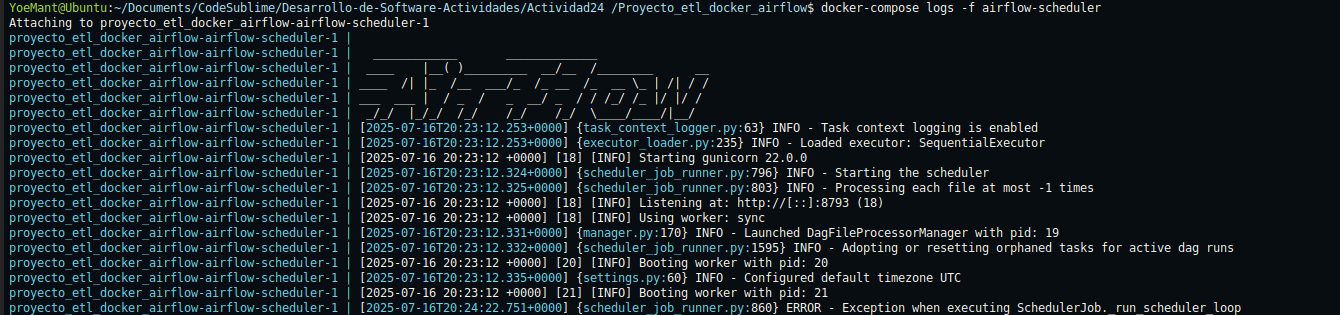 YoeMant@Ubuntu:~/Documents/CodeSublime/Desarrollo-de-Software-Actividades/Actividad24 /Proyecto_etl_docker_airflow$ docker-compose logs -f airflow-scheduler
Attaching to proyecto_etl_docker_airflow-airflow-scheduler-1
proyecto_etl_docker_airflow-airflow-scheduler-1 |
proyecto_etl_docker_airflow-airflow-scheduler-1 |   ____________       _____________
proyecto_etl_docker_airflow-airflow-scheduler-1 |  ____    |__( )_________  __/__  /________      __
proyecto_etl_docker_airflow-airflow-scheduler-1 | ____  /| |_  /__  ___/_  /_ __  /_  __ \_ | /| / /
proyecto_etl_docker_airflow-airflow-scheduler-1 | ___  ___ |  / _  /   _  __/ _  / / /_/ /_ |/ |/ /
proyecto_etl_docker_airflow-airflow-scheduler-1 |  _/_/  |_/_/  /_/    /_/    /_/  \____/____/|__/
proyecto_etl_docker_airflow-airflow-scheduler-1 | [2025-07-16T20:23:12.253+0000] {task_context_logger.py:63} INFO - Task context logging is enabled
proyecto_etl_docker_airflow-airflow-scheduler-1 | [2025-07-16T20:23:12.253+0000] {executor_loader.py:235} INFO - Loaded executor: SequentialExecutor
proyecto_etl_docker_airflow-airflow-scheduler-1 | [2025-07-16 20:23:12 +0000] [18] [INFO] Starting gunicorn 22.0.0
proyecto_etl_docker_airflow-airflow-scheduler-1 | [2025-07-16T20:23:12.324+0000] {scheduler_job_runner.py:796} INFO - Starting the scheduler
proyecto_etl_docker_airflow-airflow-scheduler-1 | [2025-07-16T20:23:12.325+0000] {scheduler_job_runner.py:803} INFO - Processing each file at most -1 times
proyecto_etl_docker_airflow-airflow-scheduler-1 | [2025-07-16 20:23:12 +0000] [18] [INFO] Listening at: http://[::]:8793 (18)
proyecto_etl_docker_airflow-airflow-scheduler-1 | [2025-07-16 20:23:12 +0000] [18] [INFO] Using worker: sync
proyecto_etl_docker_airflow-airflow-scheduler-1 | [2025-07-16T20:23:12.331+0000] {manager.py:170} INFO - Launched DagFileProcessorManager with pid: 19
proyecto_etl_docker_airflow-airflow-scheduler-1 | [2025-07-16T20:23:12.332+0000] {scheduler_job_runner.py:1595} INFO - Adopting or resetting orphaned tasks for active dag runs
proyecto_etl_docker_airflow-airflow-scheduler-1 | [2025-07-16 20:23:12 +0000] [20] [INFO] Booting worker with pid: 20
proyecto_etl_docker_airflow-airflow-scheduler-1 | [2025-07-16T20:23:12.335+0000] {settings.py:60} INFO - Configured default timezone UTC
proyecto_etl_docker_airflow-airflow-scheduler-1 | [2025-07-16 20:23:12 +0000] [21] [INFO] Booting worker with pid: 21
proyecto_etl_docker_airflow-airflow-scheduler-1 | [2025-07-16T20:24:22.751+0000] {scheduler_job_runner.py:860} ERROR - Exception when executing SchedulerJob._run_scheduler_loop